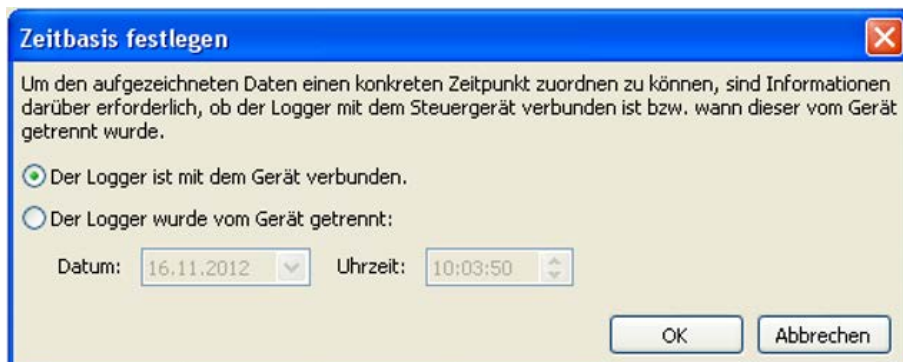 Zeitbasis festlegen
Um den aufgezeichneten Daten einen konkreten Zeitpunkt zuordnen zu können, sind Informationen
darüber erforderlich, ob der Logger mit dem Steuergerät verbunden ist bzw. wann dieser vom Gerät
getrennt wurde.
Der Logger ist mit dem Gerät verbunden.
Der Logger wurde vom Gerät getrennt:
Datum: 16.11.2012 Uhrzeit: 10:03:50
OK Abbrechen